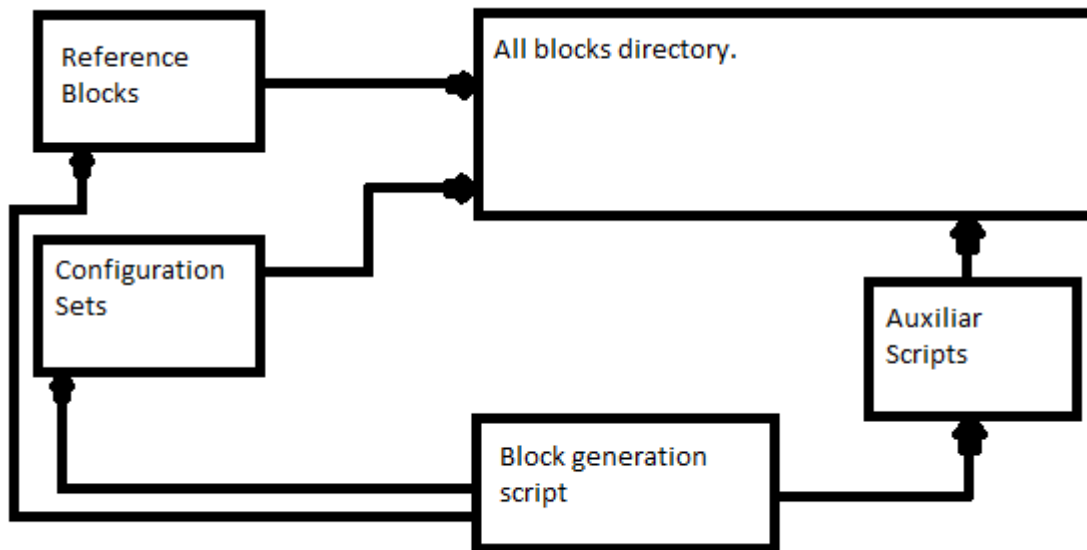 Reference
Blocks
All blocks directory.
Configuration
Sets
Auxiliar
Scripts
Block generation
script